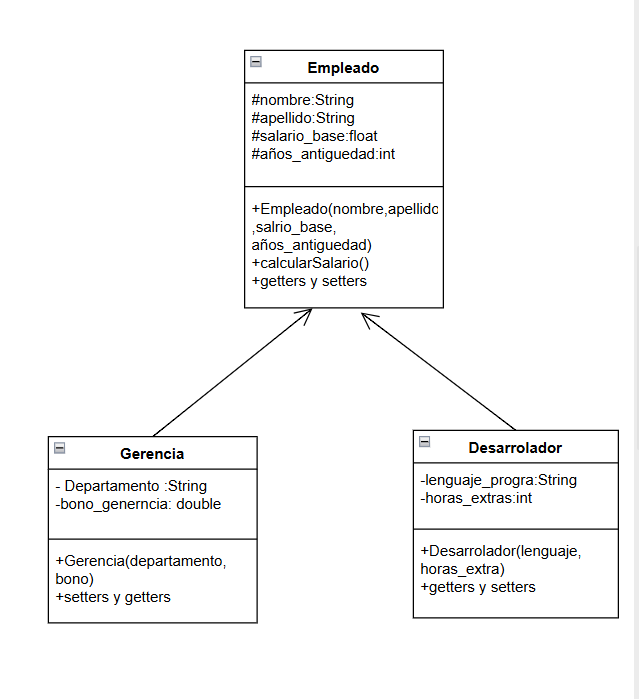 Empleado
#nombre:String
#apellido:String
#salario_base:float
#años_antiguedad:int
+Empleado(nombre,apellido
,salrio_base,
años_antiguedad)
+calcularSalario()
+getters y setters
Gerencia
- Departamento :String
-bono_generncia: double
+Gerencia(departamento,
bono)
+setters y getters
Desarrolador
-lenguaje_progra:String
-horas_extras:int
+Desarrolador(lenguaje,
horas_extra)
+getters y setters